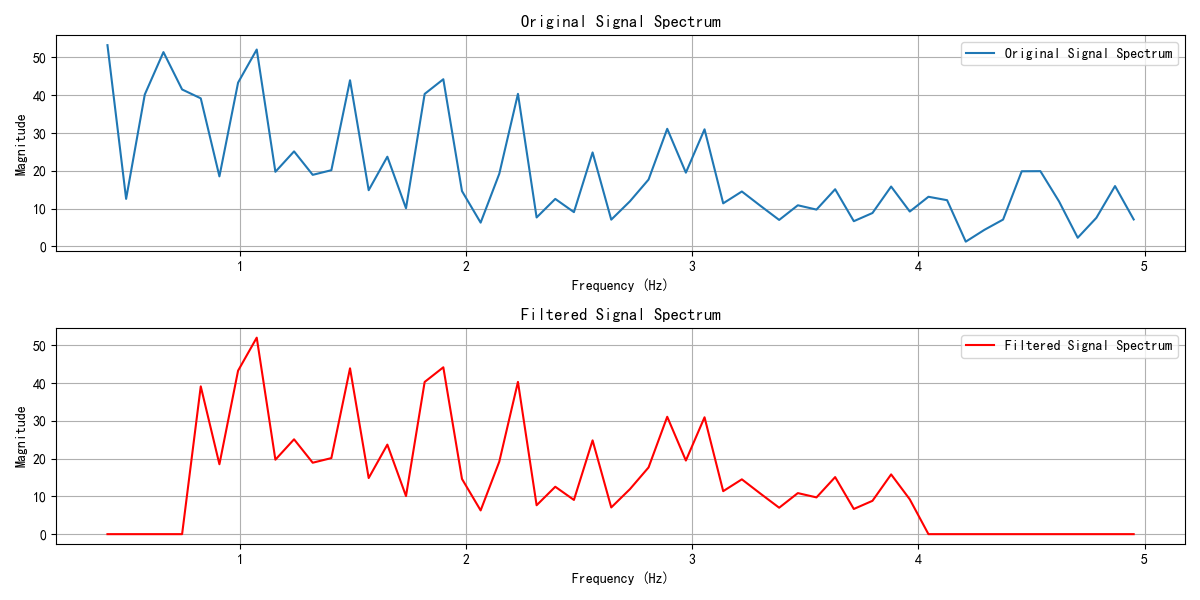 Original Signal Spectrum
Original Signal Spectrum
50
40
30
20
10
0
Magnitude
1 2 3 4 5
Frequency (Hz)
Filtered Signal Spectrum
Filtered Signal Spectrum
50
40
30
20
10
0
Magnitude
1 2 3 4 5
Frequency (Hz)